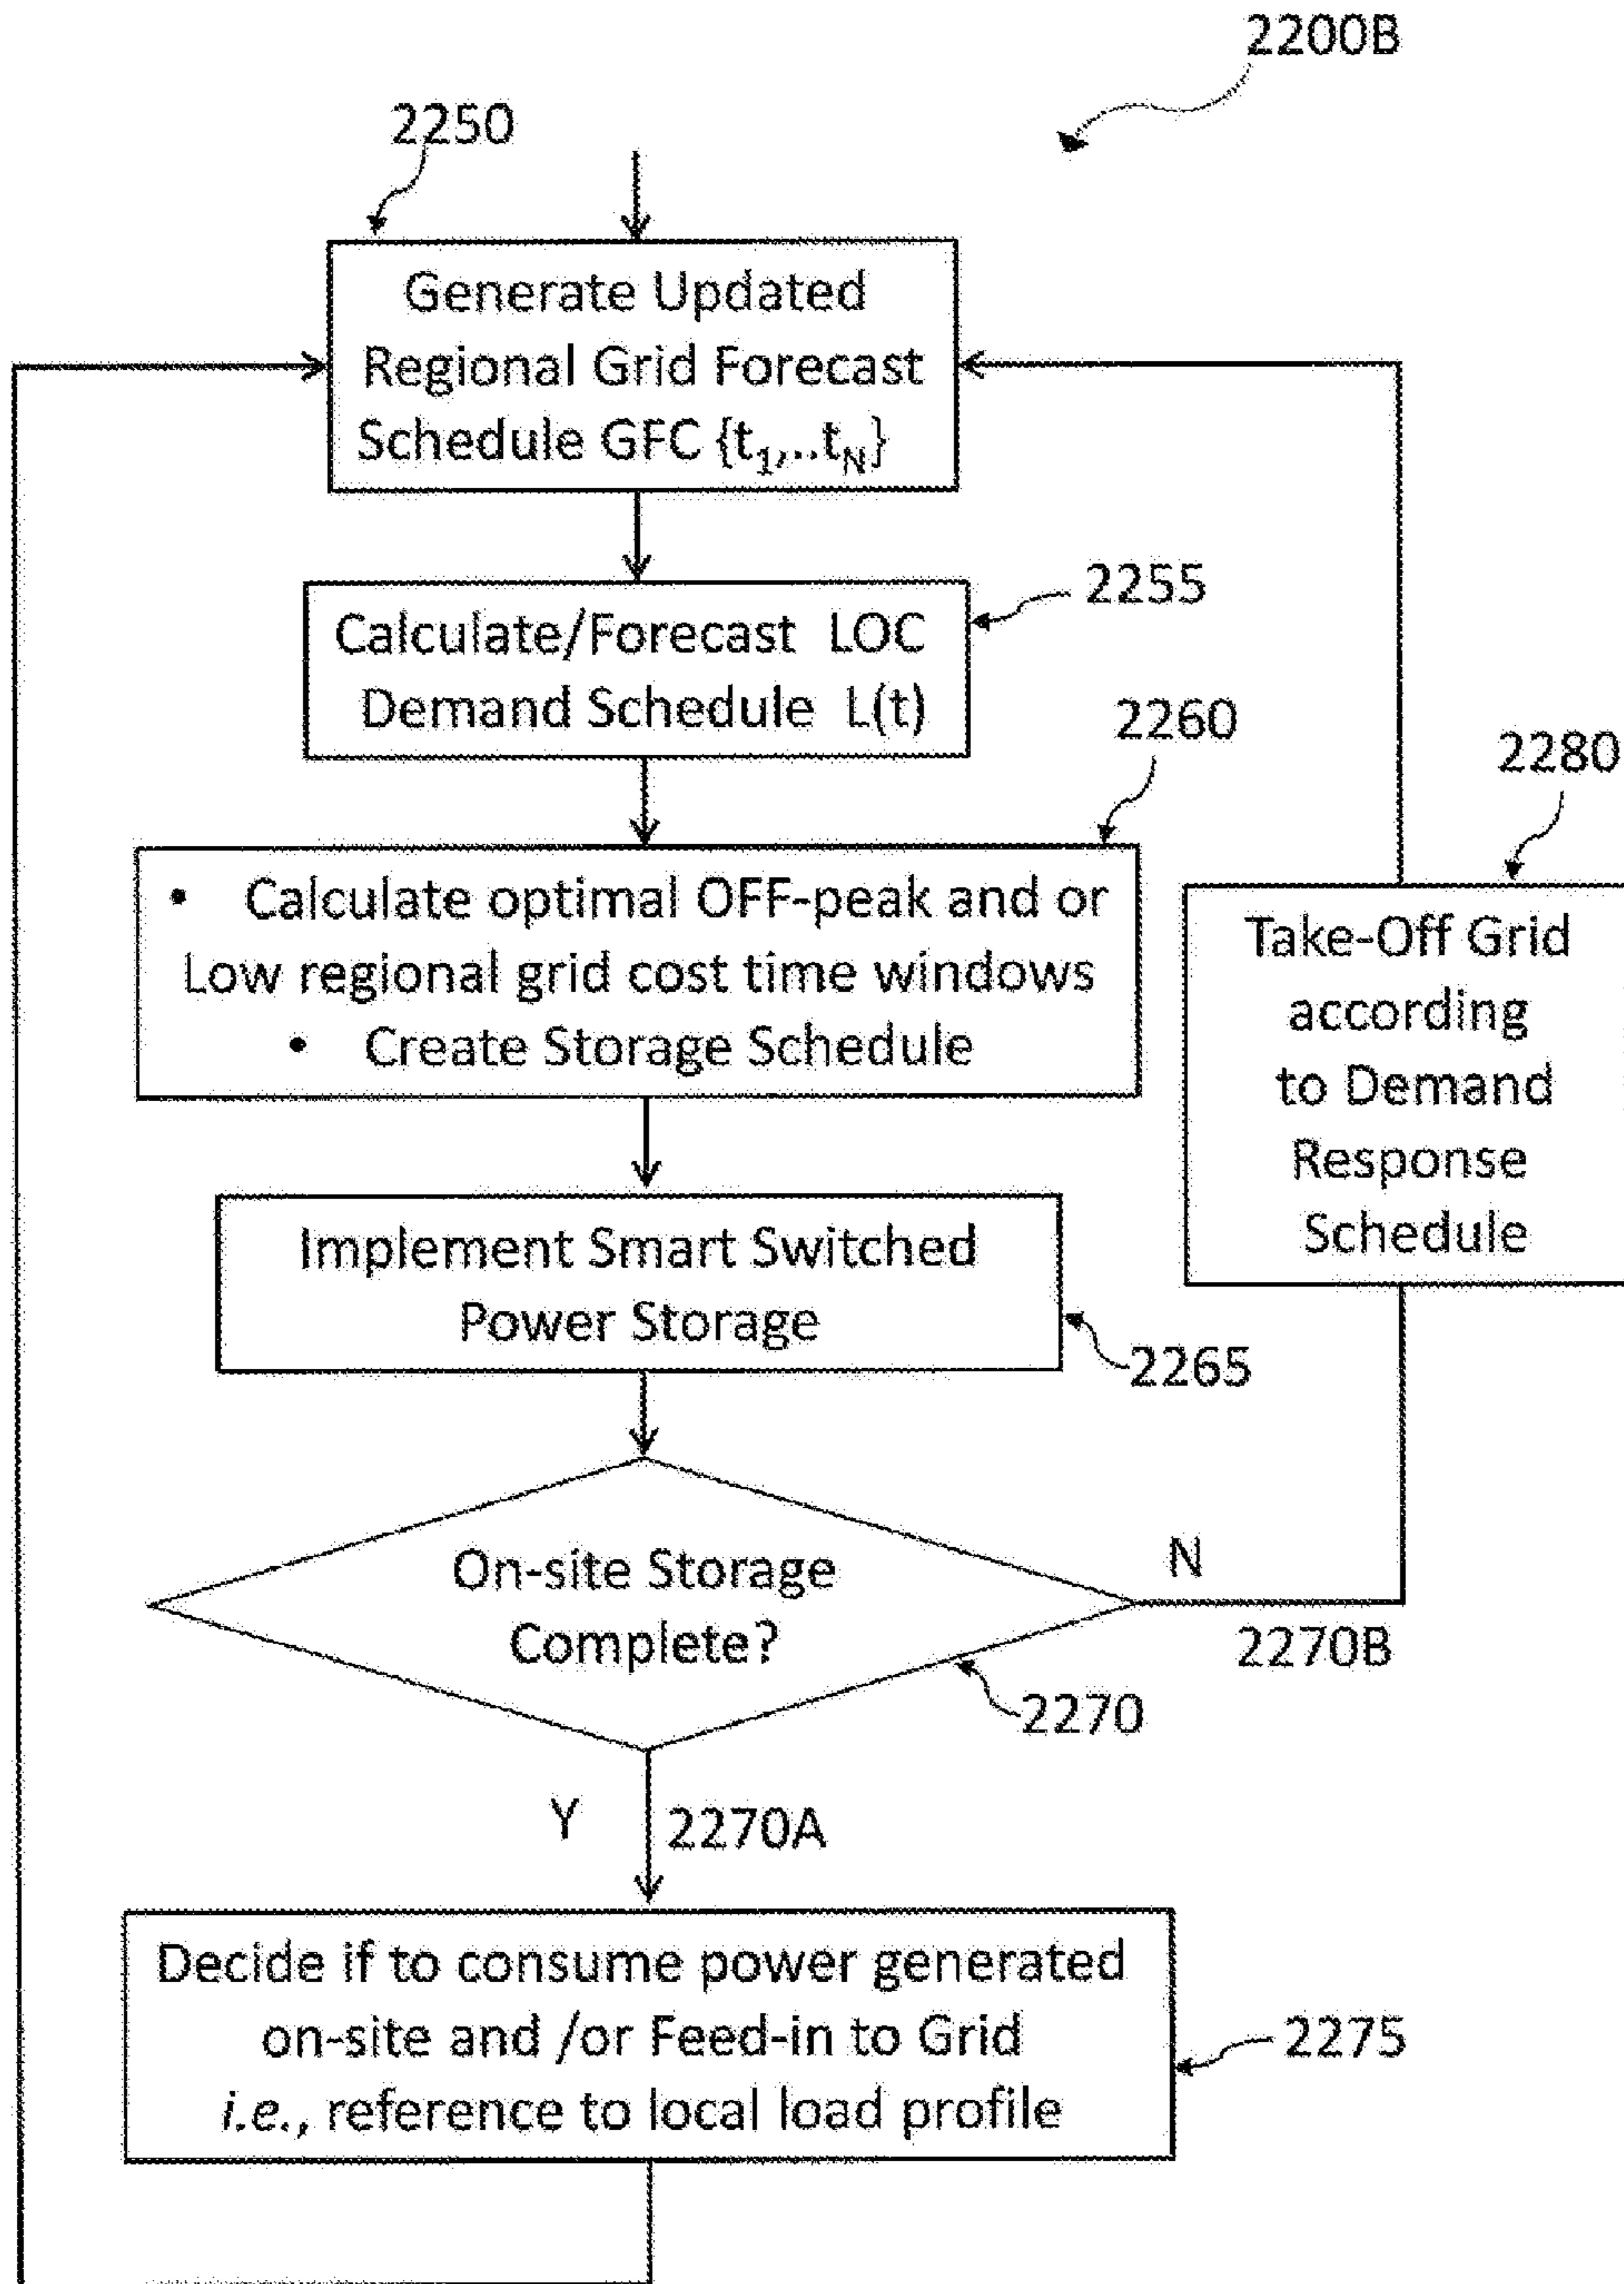 2200B
2250
Generate Updated
Regional Grid Forecast
Schedule GFC {t₁,..t_N}
2255
Calculate/Forecast LOC
Demand Schedule L(t)
2260
2280
• Calculate optimal OFF-peak and or
Low regional grid cost time windows
• Create Storage Schedule
Take-Off Grid
according
to Demand
Response
Schedule
Implement Smart Switched
Power Storage
2265
On-site Storage
Complete?
N
2270B
2270
Y
2270A
Decide if to consume power generated
on-site and /or Feed-in to Grid
i.e., reference to local load profile
2275